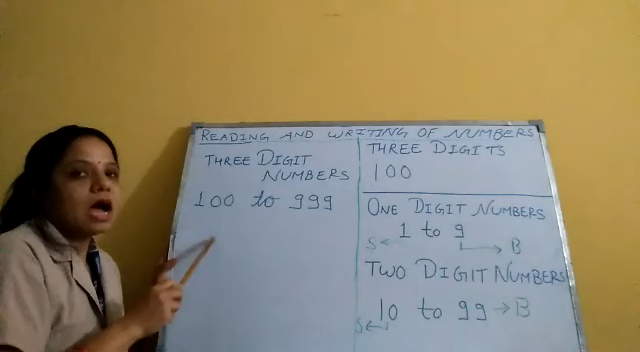 READING AND WRITING OF NUMBERS
THREE DIGIT
NUMBERS
100 to 999
THREE DIGITS
100
ONE DIGIT NUMBERS
1 to 9
S B
TWO DIGIT NUMBERS
10 to 99 → B
S